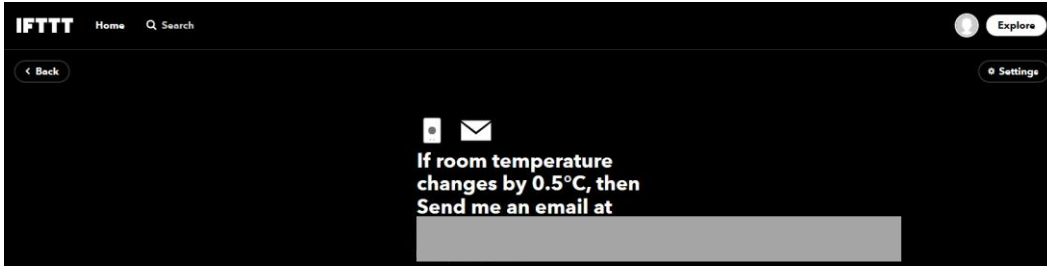 IFTTT Home Search Explore
Back Settings
If room temperature
changes by 0.5°C, then
Send me an email at